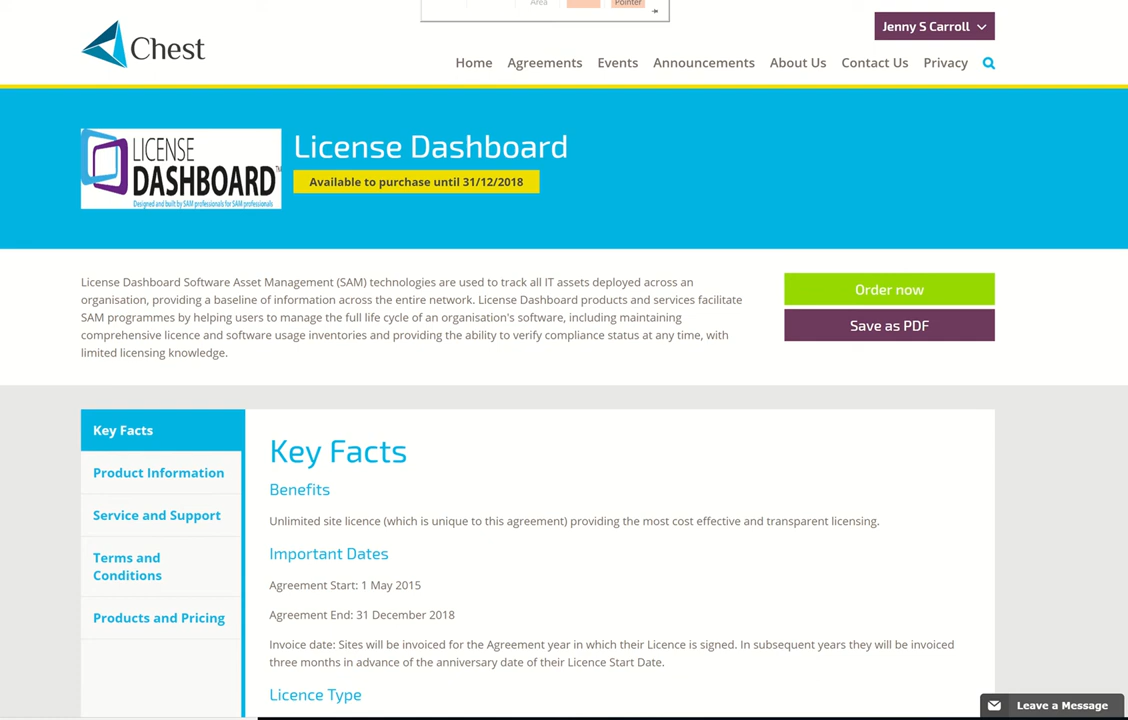 Area
Pointer
Jenny S Carroll
Chest
Home Agreements Events Announcements About Us Contact Us Privacy
LICENSE
DASHBOARD
TM
Designed and built by SAM professionals for SAM professionals
License Dashboard
Available to purchase until 31/12/2018
License Dashboard Software Asset Management (SAM) technologies are used to track all IT assets deployed across an
organisation, providing a baseline of information across the entire network. License Dashboard products and services facilitate
SAM programmes by helping users to manage the full life cycle of an organisation's software, including maintaining
comprehensive licence and software usage inventories and providing the ability to verify compliance status at any time, with
limited licensing knowledge.
Order now
Save as PDF
Key Facts
Product Information
Service and Support
Terms and
Conditions
Products and Pricing
Key Facts
Benefits
Unlimited site licence (which is unique to this agreement) providing the most cost effective and transparent licensing.
Important Dates
Agreement Start: 1 May 2015
Agreement End: 31 December 2018
Invoice date: Sites will be invoiced for the Agreement year in which their Licence is signed. In subsequent years they will be invoiced
three months in advance of the anniversary date of their Licence Start Date.
Licence Type
Leave a Message